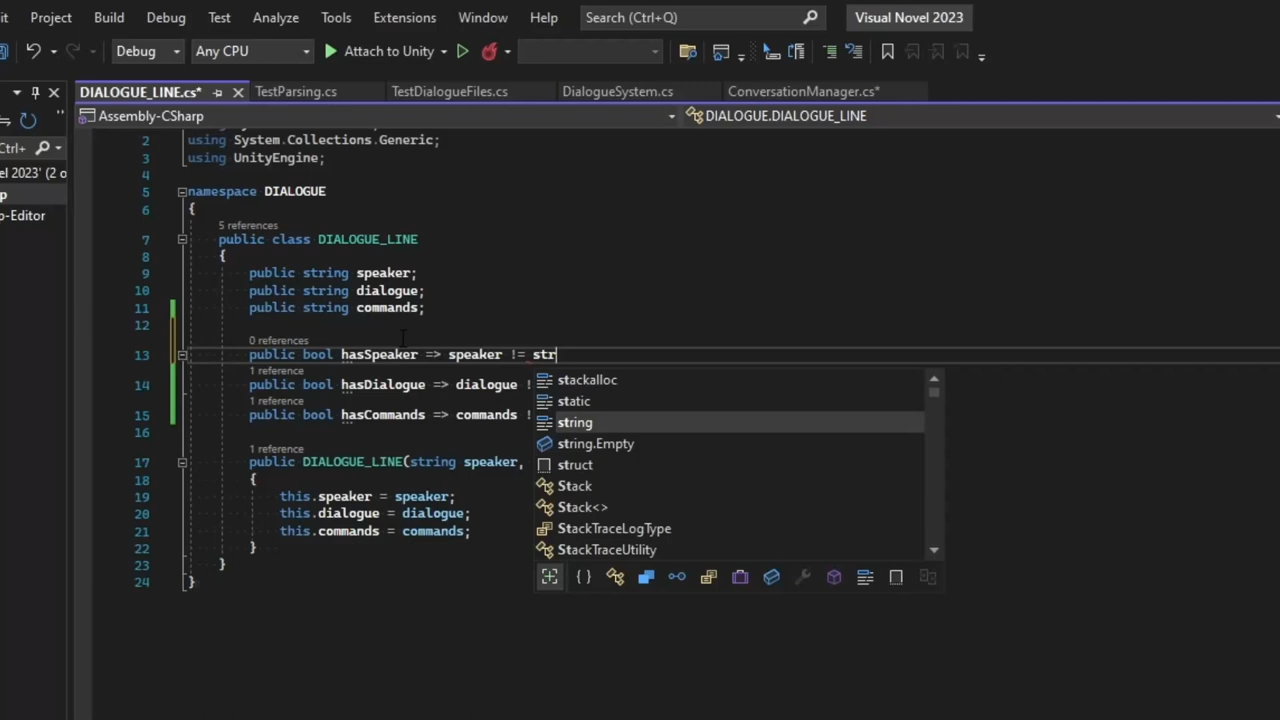 it Project Build Debug Test Analyze Tools Extensions Window Help Search (Ctrl+Q) Visual Novel 2023
Debug Any CPU Attach to Unity
DIALOGUE_LINE.cs* TestParsing.cs TestDialogueFiles.cs DialogueSystem.cs ConversationManager.cs*
Assembly-CSharp DIALOGUE.DIALOGUE_LINE
Ctrl+
el 2023' (2 o
p
p-Editor
2 using System.Collections.Generic;
3 using UnityEngine;
4
5 namespace DIALOGUE
6 {
5 references
7 public class DIALOGUE_LINE
8 {
9 public string speaker;
10 public string dialogue;
11 public string commands;
12
0 references
13 public bool hasSpeaker => speaker != str
1 reference
14 public bool hasDialogue => dialogue !
1 reference
15 public bool hasCommands => commands !
16
1 reference
17 public DIALOGUE_LINE(string speaker,
18 {
19 this.speaker = speaker;
20 this.dialogue = dialogue;
21 this.commands = commands;
22 }
23 }
24 }
stackalloc
static
string
string.Empty
struct
Stack
Stack<>
StackTraceLogType
StackTraceUtility